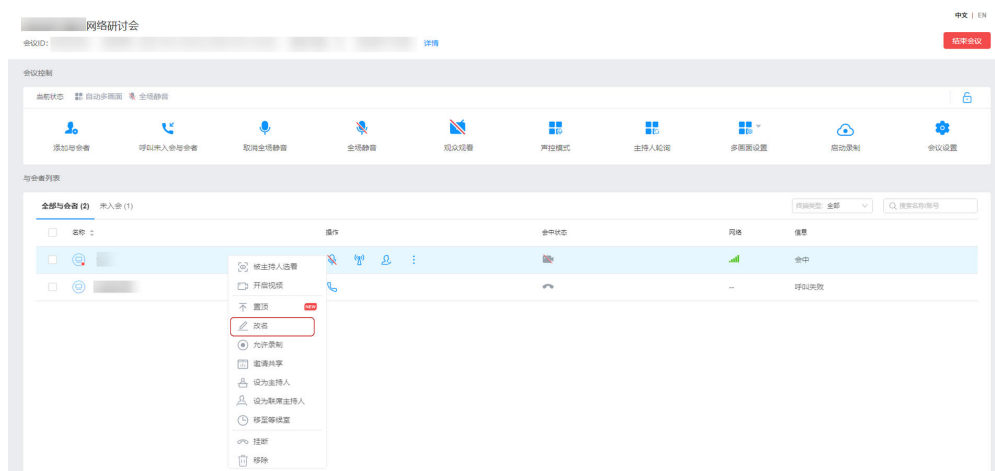 中文 | EN
网络研讨会
会议ID:
详情
结束会议
会议控制
当前状态 自动多画面 全场静音
添加与会者 呼叫未入会与会者 取消全场静音 全场静音 观众观看 声控模式 主持人轮询 多画面设置 启动录制 会议设置
与会者列表
全部与会者 (2) 未入会 (1)
终端类型: 全部 搜索名称/账号
名称 操作 会中状态 网络 信息
会中
-- 呼叫失败
被主持人选看
开启视频
置顶 NEW
改名
允许录制
邀请共享
设为主持人
设为联席主持人
移至等候室
挂断
移除